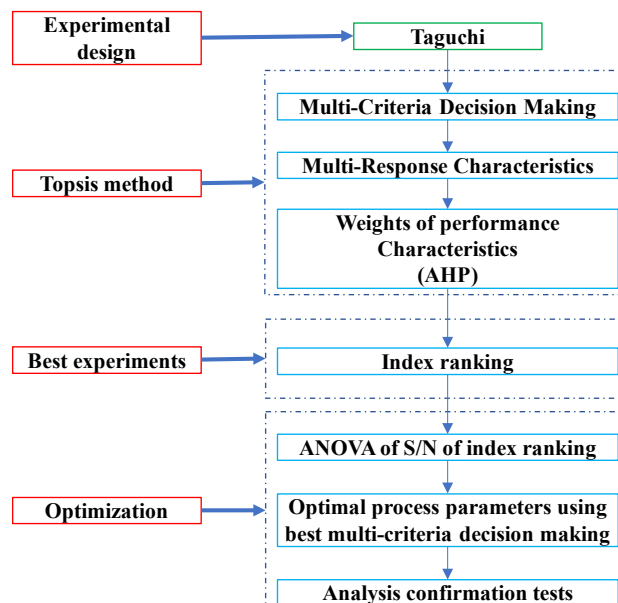 Experimental
design
Taguchi
Multi-Criteria Decision Making
Multi-Response Characteristics
Topsis method
Weights of performance
Characteristics
(AHP)
Best experiments
Index ranking
ANOVA of S/N of index ranking
Optimization
Optimal process parameters using
best multi-criteria decision making
Analysis confirmation tests